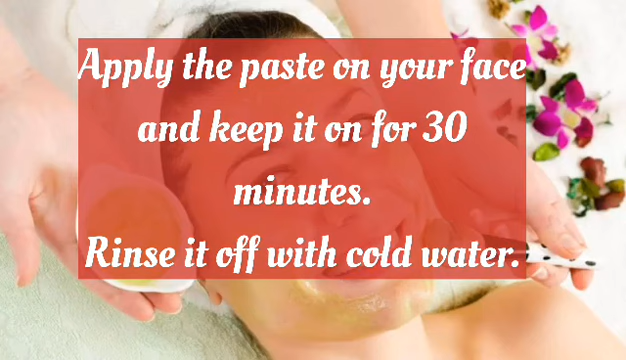 Apply the paste on your face
and keep it on for 30
minutes.
Rinse it off with cold water.